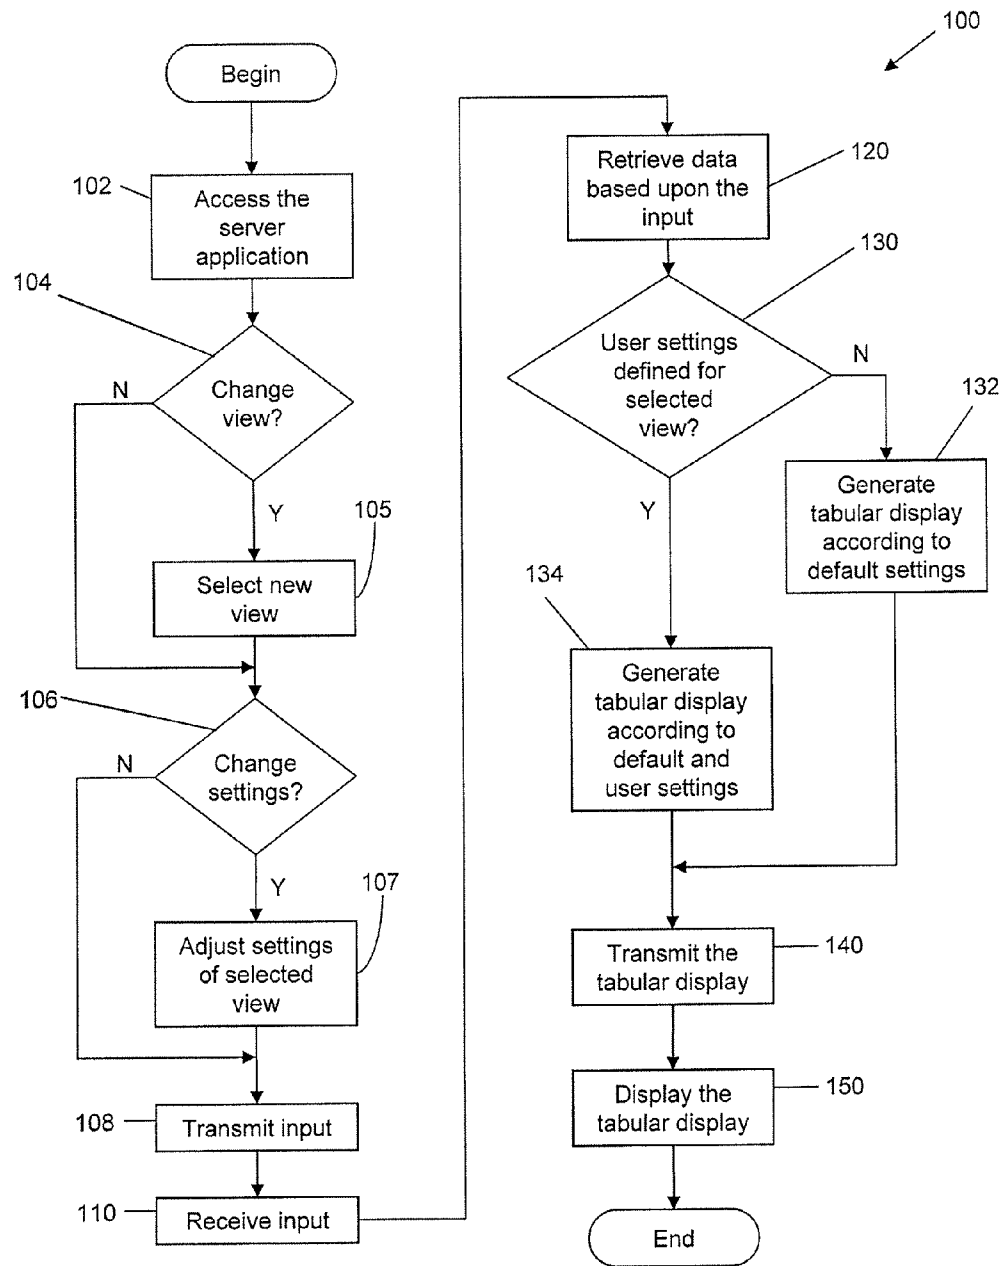 100
Begin
102
Access the
server
application
104
Change
view?
N
Y
105
Select new
view
106
Change
settings?
N
Y
107
Adjust settings
of selected
view
108
Transmit input
110
Receive input
120
Retrieve data
based upon the
input
130
User settings
defined for
selected
view?
N
Y
132
Generate
tabular display
according to
default settings
134
Generate
tabular display
according to
default and
user settings
140
Transmit the
tabular display
150
Display the
tabular display
End